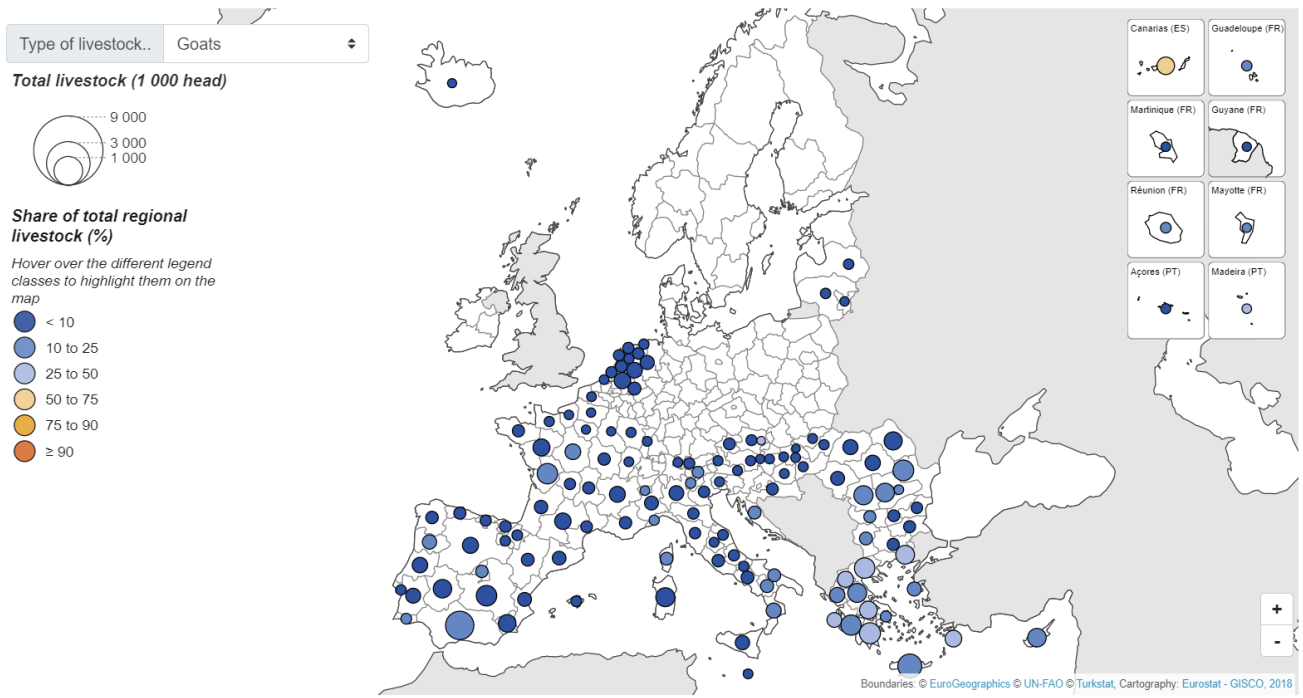 Type of livestock.. Goats
Total livestock (1 000 head)
9 000
3 000
1 000
Share of total regional
livestock (%)
Hover over the different legend
classes to highlight them on the
map
< 10
10 to 25
25 to 50
50 to 75
75 to 90
≥ 90
Canarias (ES)
Guadeloupe (FR)
Martinique (FR)
Guyane (FR)
Réunion (FR)
Mayotte (FR)
Açores (PT)
Madeira (PT)
+
-
Boundaries: © EuroGeographics © UN-FAO © Turkstat, Cartography: Eurostat - GISCO, 2018